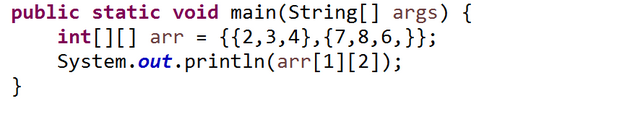 public static void main(String[] args) {
    int[][] arr = {{2,3,4},{7,8,6,}};
    System.out.println(arr[1][2]);
}